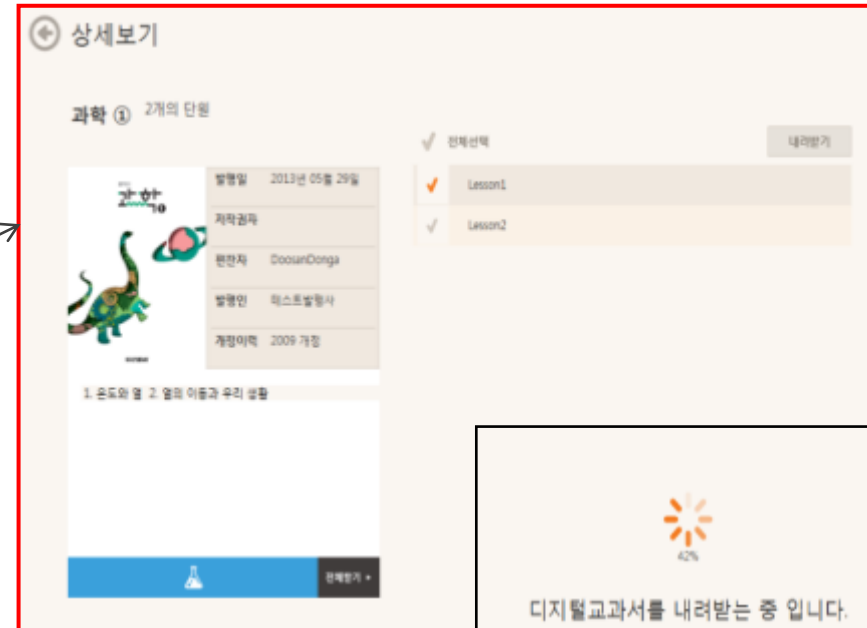 상세보기
과학 ① 2개의 단원
전체선택
내려받기
Lesson1
Lesson2
과학 1
발행일 2013년 05월 29일
저작권자
편찬자 DoosanDonga
발행인 테스트발행사
개정이력 2009 개정
1. 온도와 열 2. 열의 이동과 우리 생활
전체받기
42%
디지털교과서를 내려받는 중 입니다.